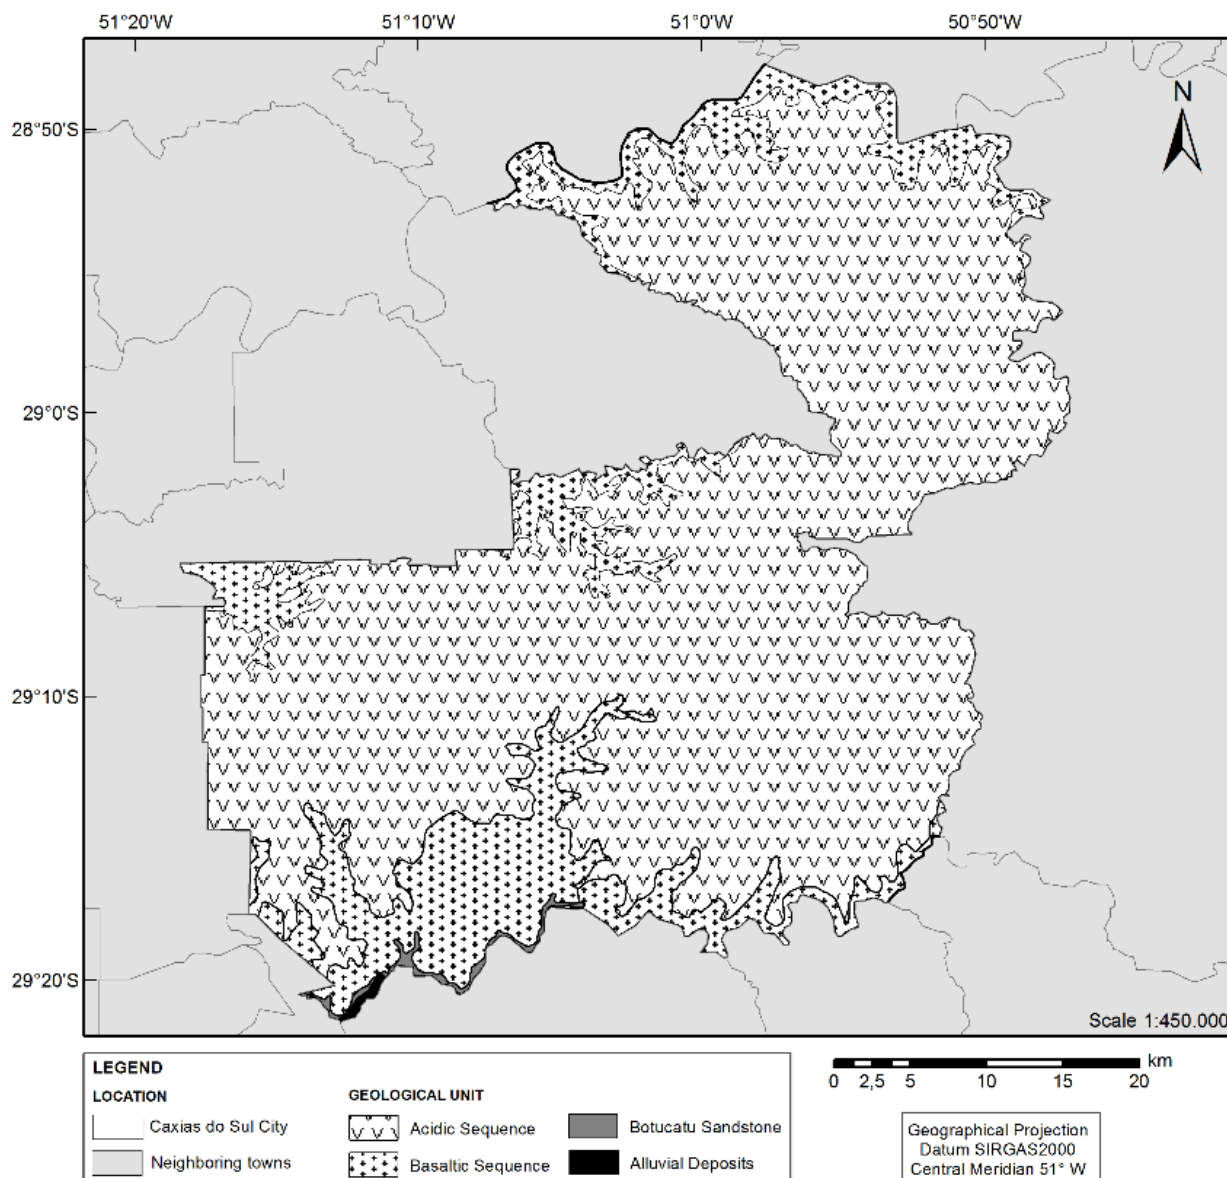 51°20'W 51°10'W 51°0'W 50°50'W
N
28°50'S
29°0'S
29°10'S
29°20'S
Scale 1:450.000
LEGEND
LOCATION
Caxias do Sul City
Neighboring towns
GEOLOGICAL UNIT
Acidic Sequence
Basaltic Sequence
Botucatu Sandstone
Alluvial Deposits
km
0 2,5 5 10 15 20
Geographical Projection
Datum SIRGAS2000
Central Meridian 51° W